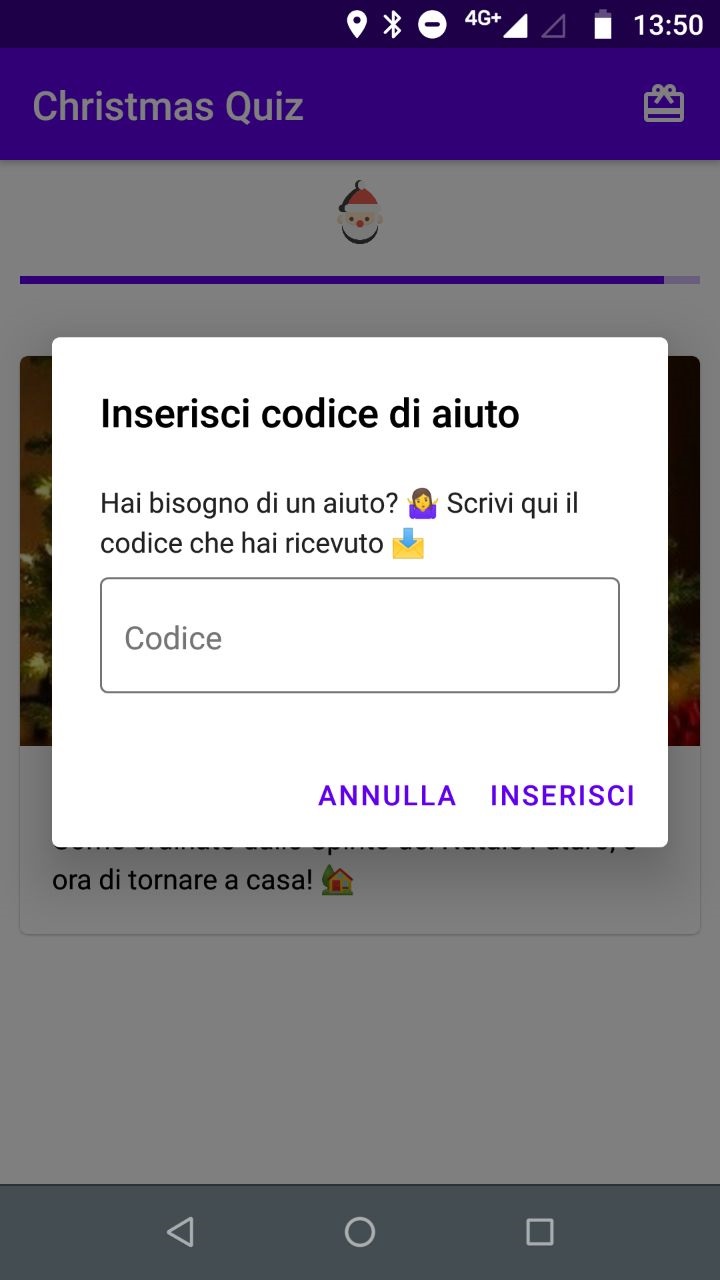 4G+ 13:50
Christmas Quiz
Inserisci codice di aiuto
Hai bisogno di un aiuto? 🤷‍♀️ Scrivi qui il
codice che hai ricevuto 📩
Codice
ANNULLA INSERISCI
ora di tornare a casa! 🏡